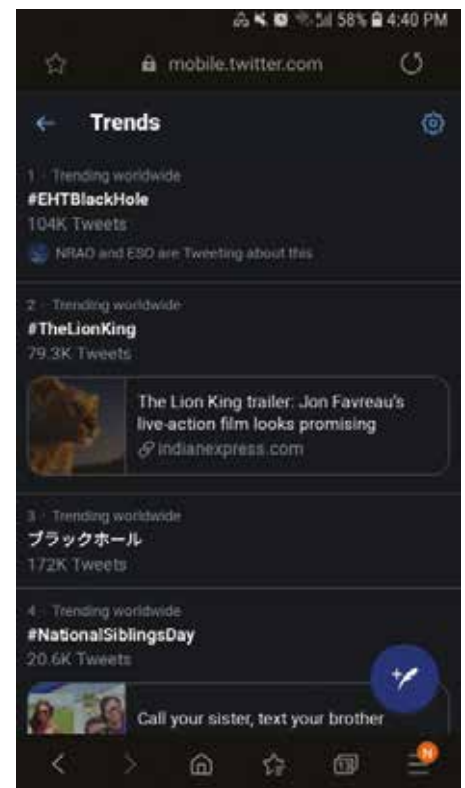 58% 4:40 PM
mobile.twitter.com
Trends
1 · Trending worldwide
#EHTBlackHole
104K Tweets
NRAO and ESO are Tweeting about this
2 · Trending worldwide
#TheLionKing
79.3K Tweets
The Lion King trailer: Jon Favreau's
live-action film looks promising
indianexpress.com
3 · Trending worldwide
ブラックホール
172K Tweets
4 · Trending worldwide
#NationalSiblingsDay
20.6K Tweets
Call your sister, text your brother
N